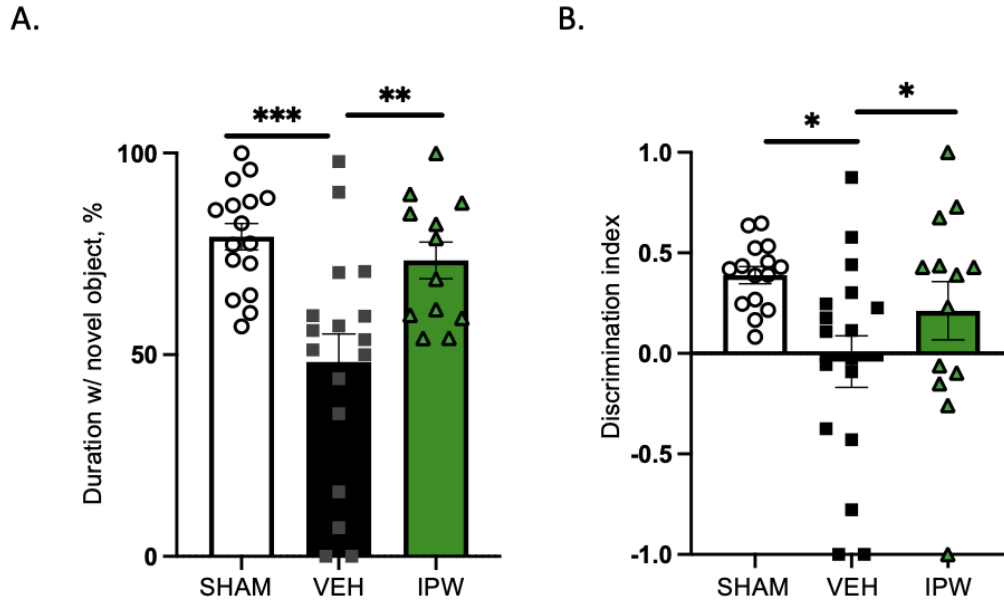 A.
***
**
Duration w/ novel object, %
100
50
0
SHAM
VEH
IPW
B.
*
*
Discrimination index
1.0
0.5
0.0
-0.5
-1.0
SHAM
VEH
IPW